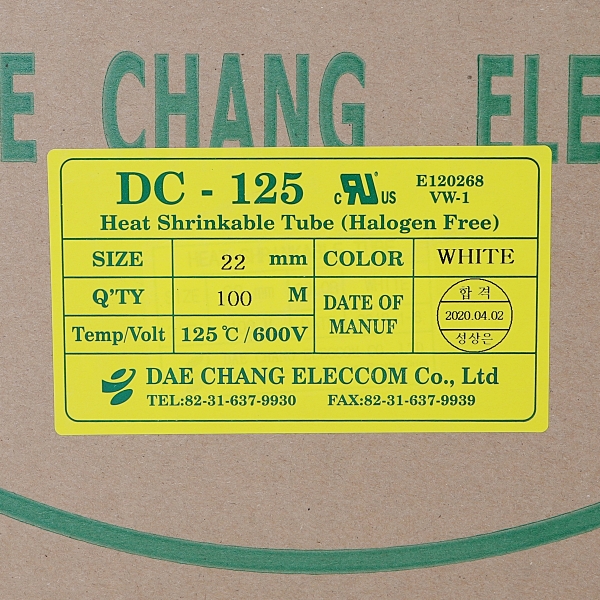 E CHANG ELE
DC - 125 c RU ® US E120268
VW-1
Heat Shrinkable Tube (Halogen Free)
SIZE 22 mm COLOR WHITE
Q'TY 100 M DATE OF MANUF 합격
2020.04.02
성상은
Temp/Volt 125℃/600V
DAE CHANG ELECCOM Co., Ltd
TEL:82-31-637-9930 FAX:82-31-637-9939